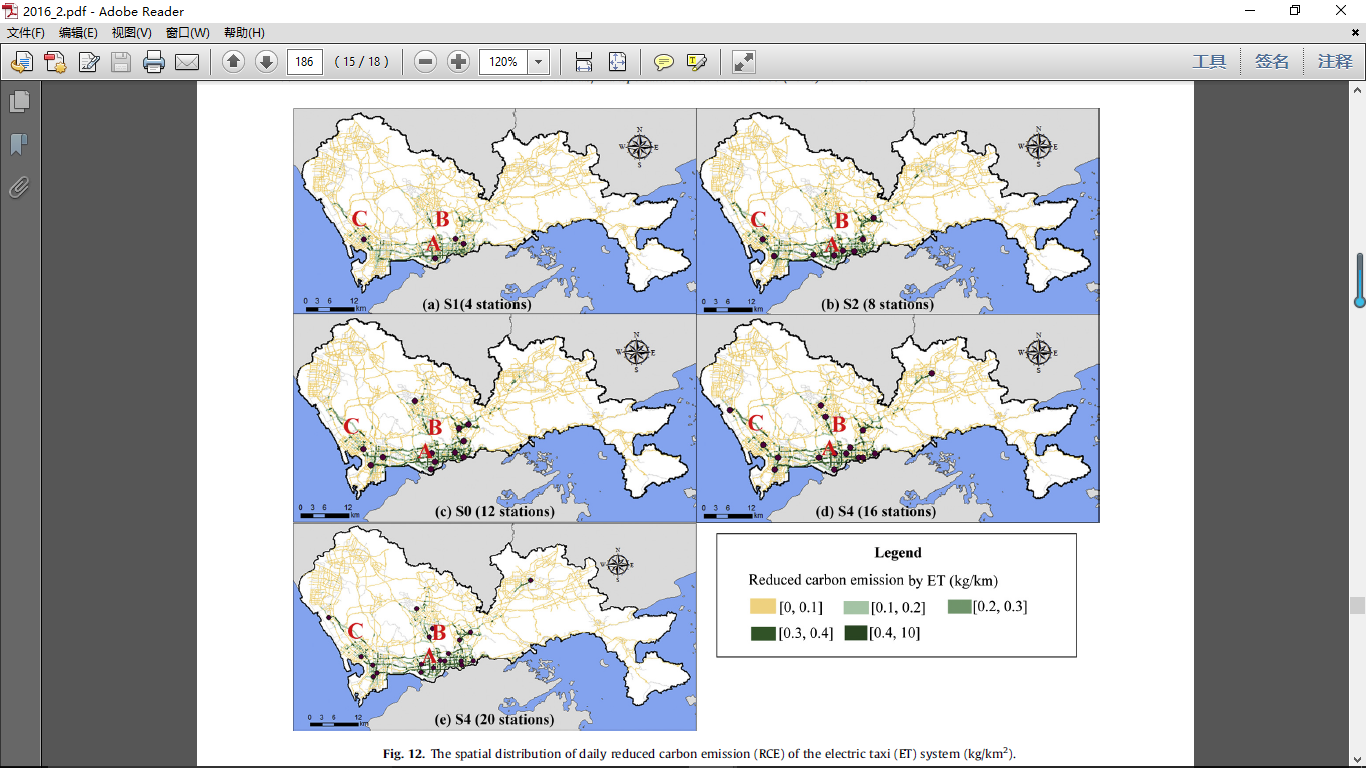 2016_2.pdf - Adobe Reader
文件(F) 编辑(E) 视图(V) 窗口(W) 帮助(H)
186 ( 15 / 18 ) 120% 工具 签名 注释
N
W E
S
C B
A
0 3 6 12
km
(a) S1(4 stations)
N
W E
S
C B
A
0 3 6 12
km
(b) S2 (8 stations)
N
W E
S
C B
A
0 3 6 12
km
(c) S0 (12 stations)
N
W E
S
C B
A
0 3 6 12
km
(d) S4 (16 stations)
N
W E
S
C B
A
0 3 6 12
km
(e) S4 (20 stations)
Legend
Reduced carbon emission by ET (kg/km)
[0, 0.1] [0.1, 0.2] [0.2, 0.3]
[0.3, 0.4] [0.4, 10]
Fig. 12. The spatial distribution of daily reduced carbon emission (RCE) of the electric taxi (ET) system (kg/km²).